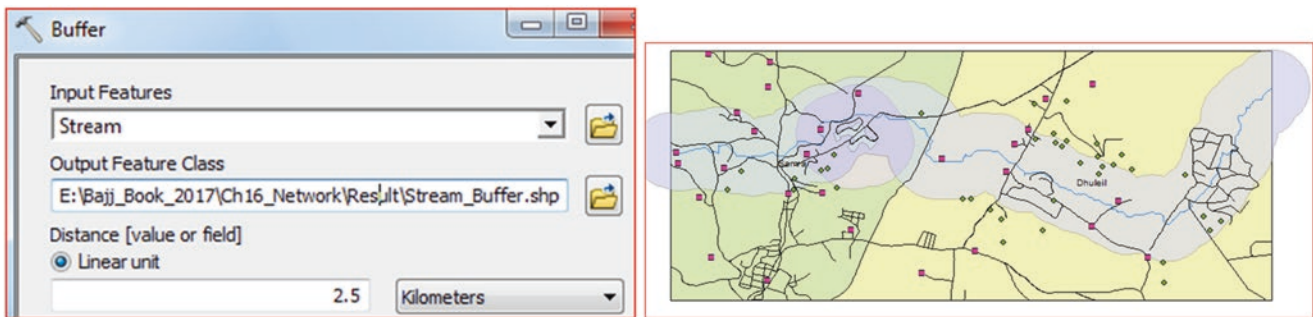 Buffer
Input Features
Stream
Output Feature Class
E:\Bajj_Book_2017\Ch16_Network\Result\Stream_Buffer.shp
Distance [value or field]
Linear unit
2.5 Kilometers
Dhuleil